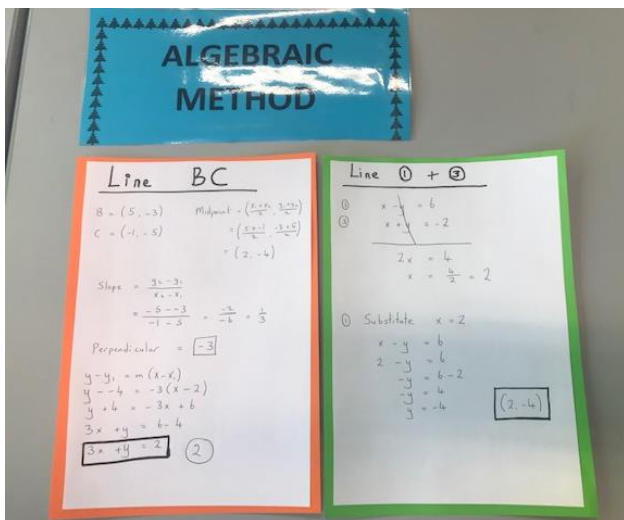 ALGEBRAIC
METHOD
Line BC
B = (5, -3)
C = (-1, -5)
Midpoint = (x₁+x₂/2, y₁+y₂/2)
= (5+-1/2, -3+-5/2)
= (2, -4)
Slope = y₂-y₁/x₂-x₁
= -5--3/-1-5 = -2/-6 = 1/3
Perpendicular = -3
y-y₁ = m(x-x₁)
y--4 = -3(x-2)
y+4 = -3x+6
3x +y = 6-4
3x +y = 2 ②
Line ① + ③
① x-y = 6
③ x+y = -2
2x = 4
x = 4/2 = 2
① Substitute x=2
x-y = 6
2-y = 6
-y = 6-2
-y = 4
y = -4
(2,-4)